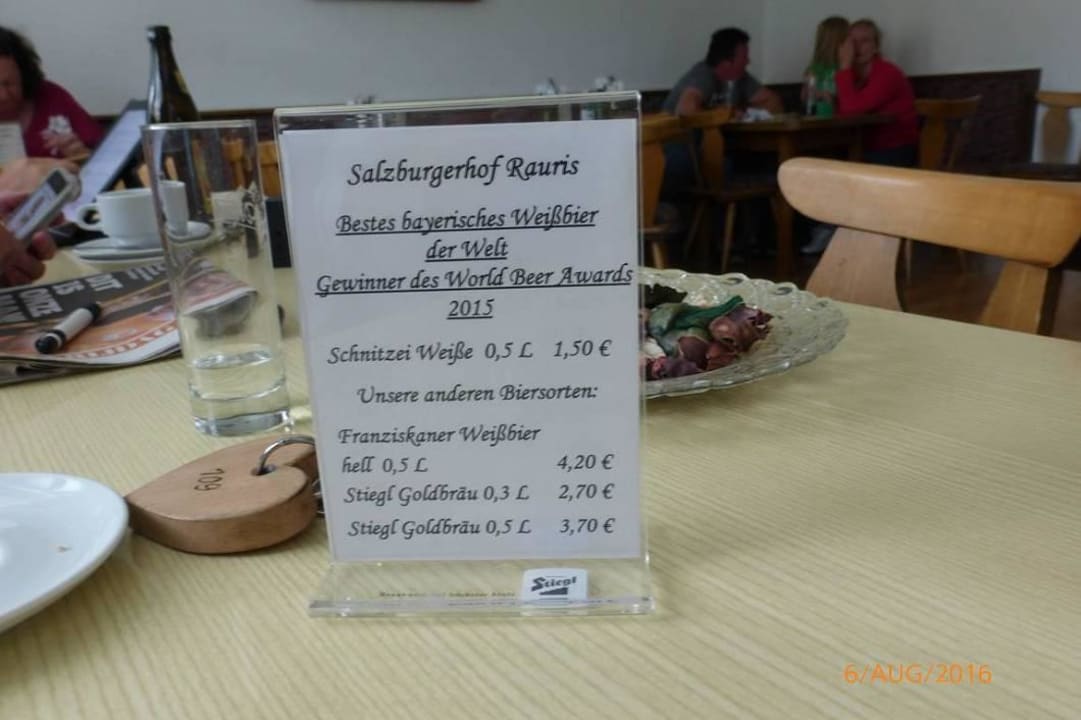 Salzburgerhof Rauris
Bestes bayerisches Weißbier
der Welt
Gewinner des World Beer Awards
2015
Schnitzei Weiße 0,5 L 1,50 €
Unsere anderen Biersorten:
Franziskaner Weißbier
hell 0,5 L 4,20 €
Stiegl Goldbräu 0,3 L 2,70 €
Stiegl Goldbräu 0,5 L 3,70 €
Stiegl
109
6/AUG/2016